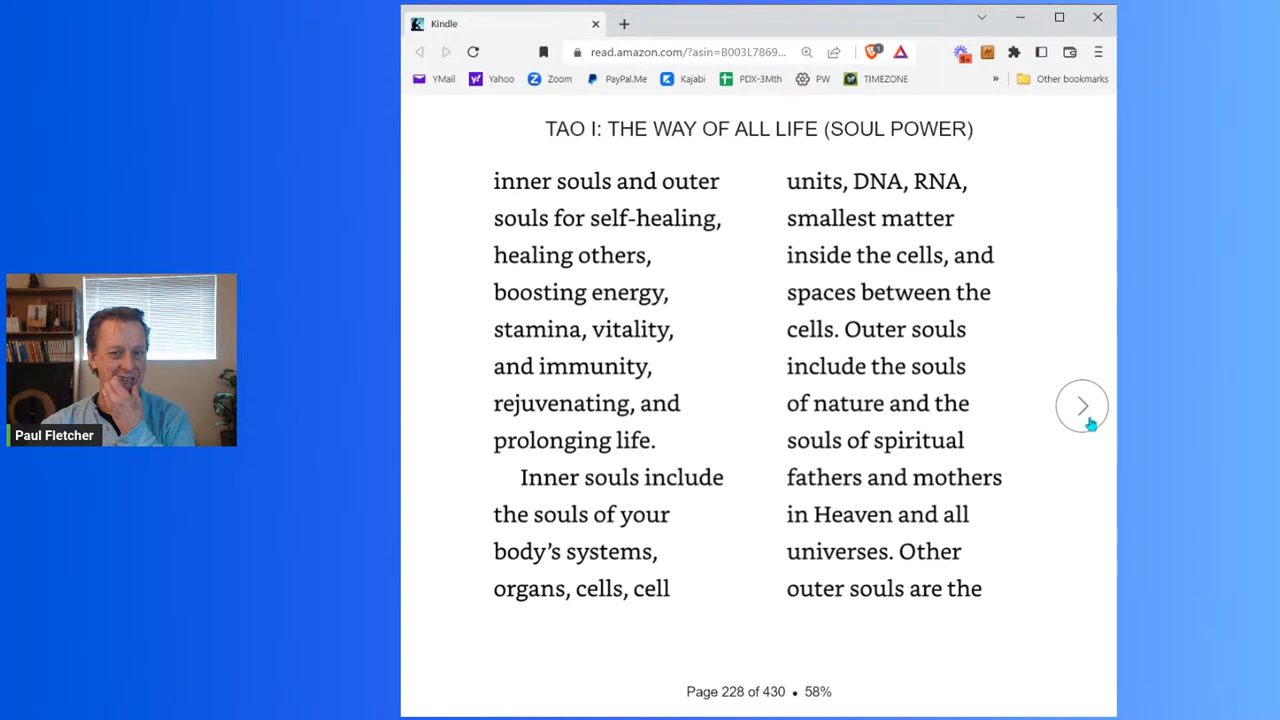 Kindle
read.amazon.com/?asin=B003L7869...
1
9+
YMail
Yahoo
Zoom
PayPal.Me
Kajabi
PDX-3Mth
PW
TIMEZONE
»
Other bookmarks
TAO I: THE WAY OF ALL LIFE (SOUL POWER)
inner souls and outer
souls for self-healing,
healing others,
boosting energy,
stamina, vitality,
and immunity,
rejuvenating, and
prolonging life.
Inner souls include
the souls of your
body’s systems,
organs, cells, cell
units, DNA, RNA,
smallest matter
inside the cells, and
spaces between the
cells. Outer souls
include the souls
of nature and the
souls of spiritual
fathers and mothers
in Heaven and all
universes. Other
outer souls are the
Page 228 of 430 • 58%
Paul Fletcher